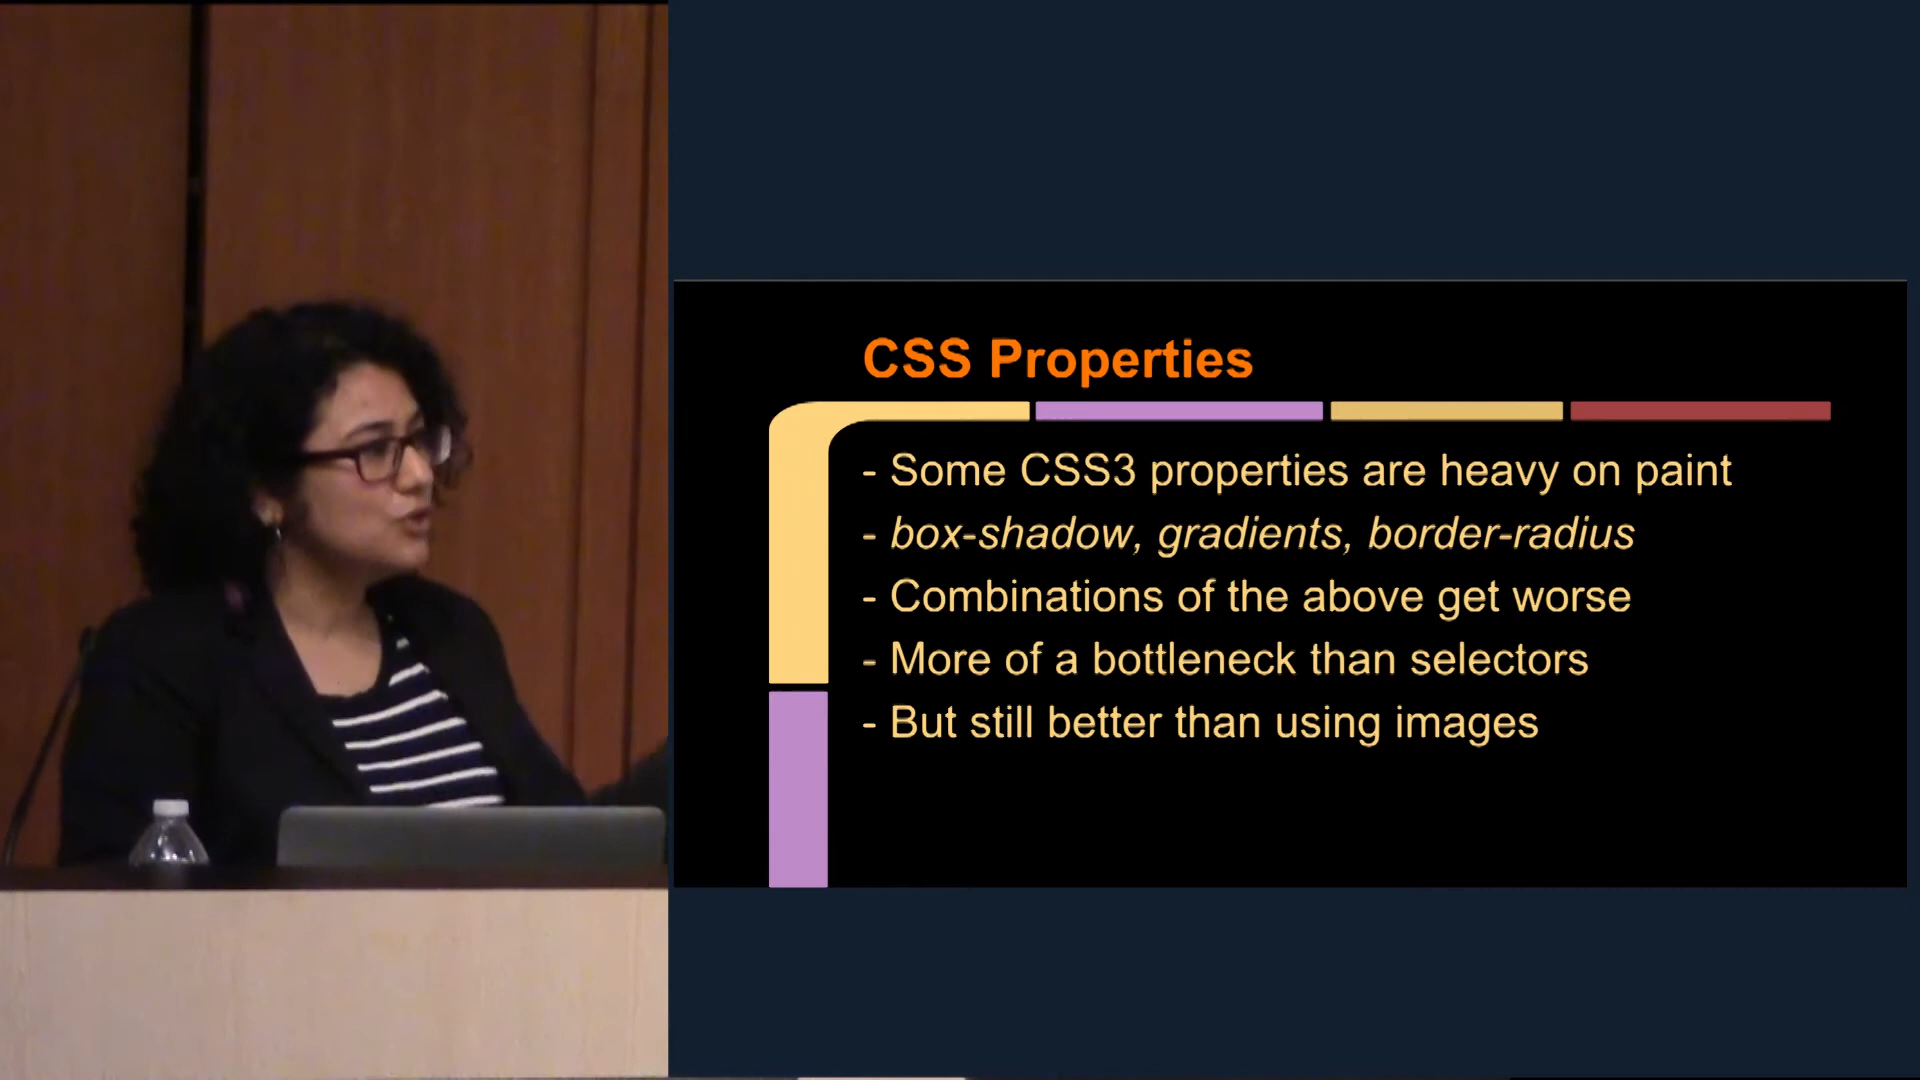 CSS Properties
- Some CSS3 properties are heavy on paint
- box-shadow, gradients, border-radius
- Combinations of the above get worse
- More of a bottleneck than selectors
- But still better than using images